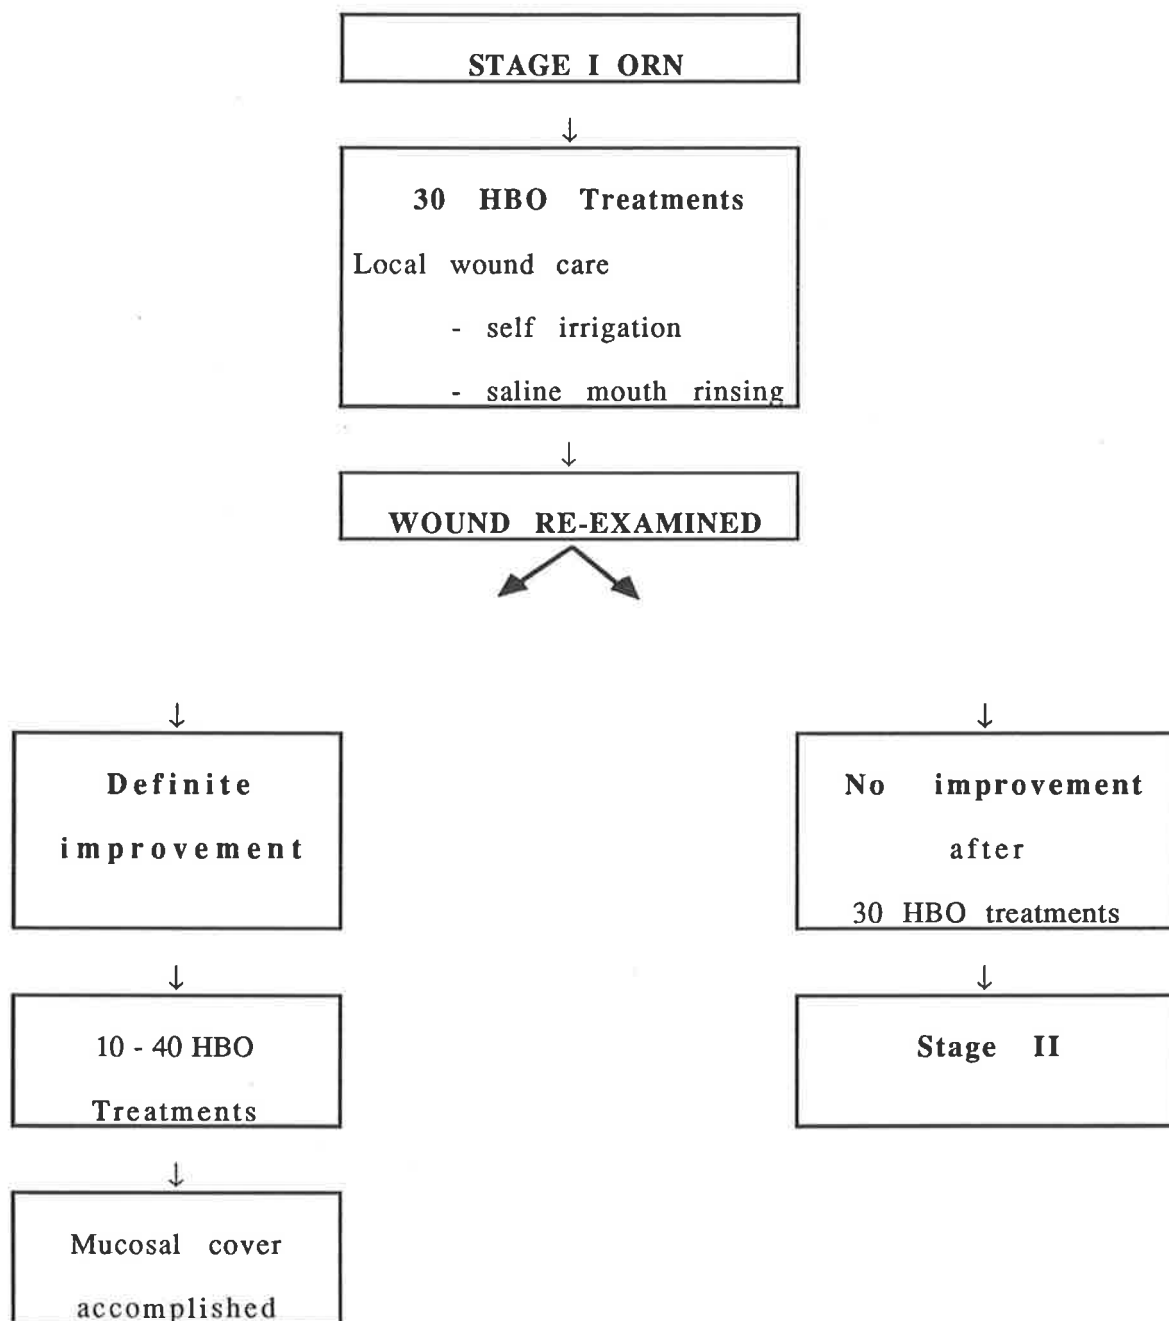 STAGE I ORN
↓
30 HBO Treatments
Local wound care
- self irrigation
- saline mouth rinsing
↓
WOUND RE-EXAMINED
↓
Definite
improvement
↓
10 - 40 HBO
Treatments
↓
Mucosal cover
accomplished
↓
No improvement
after
30 HBO treatments
↓
Stage II